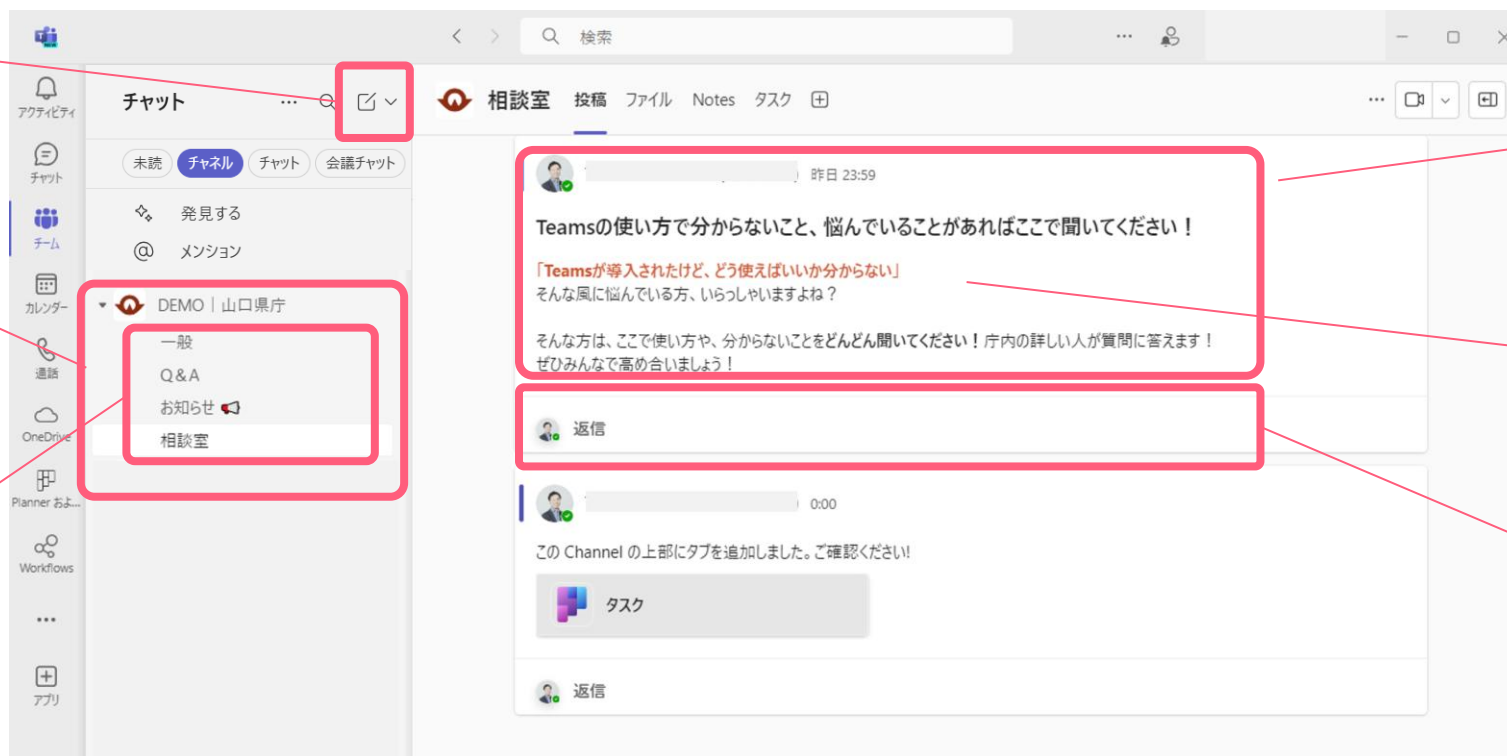 検索
アクティビティ
チャット
チーム
カレンダー
通話
OneDrive
Planner およ...
Workflows
アプリ
チャット
未読 チャネル チャット 会議チャット
発見する
@ メンション
DEMO｜山口県庁
一般
Q&A
お知らせ
相談室
相談室 投稿 ファイル Notes タスク
昨日 23:59
Teamsの使い方で分からないこと、悩んでいることがあればここで聞いてください！
「Teamsが導入されたけど、どう使えばいいか分からない」
そんな風に悩んでいる方、いらっしゃいますよね？
そんな方は、ここで使い方や、分からないことをどんどん聞いてください！庁内の詳しい人が質問に答えます！
ぜひみんなで高め合いましょう！
返信
0:00
この Channel の上部にタブを追加しました。ご確認ください!
タスク
返信